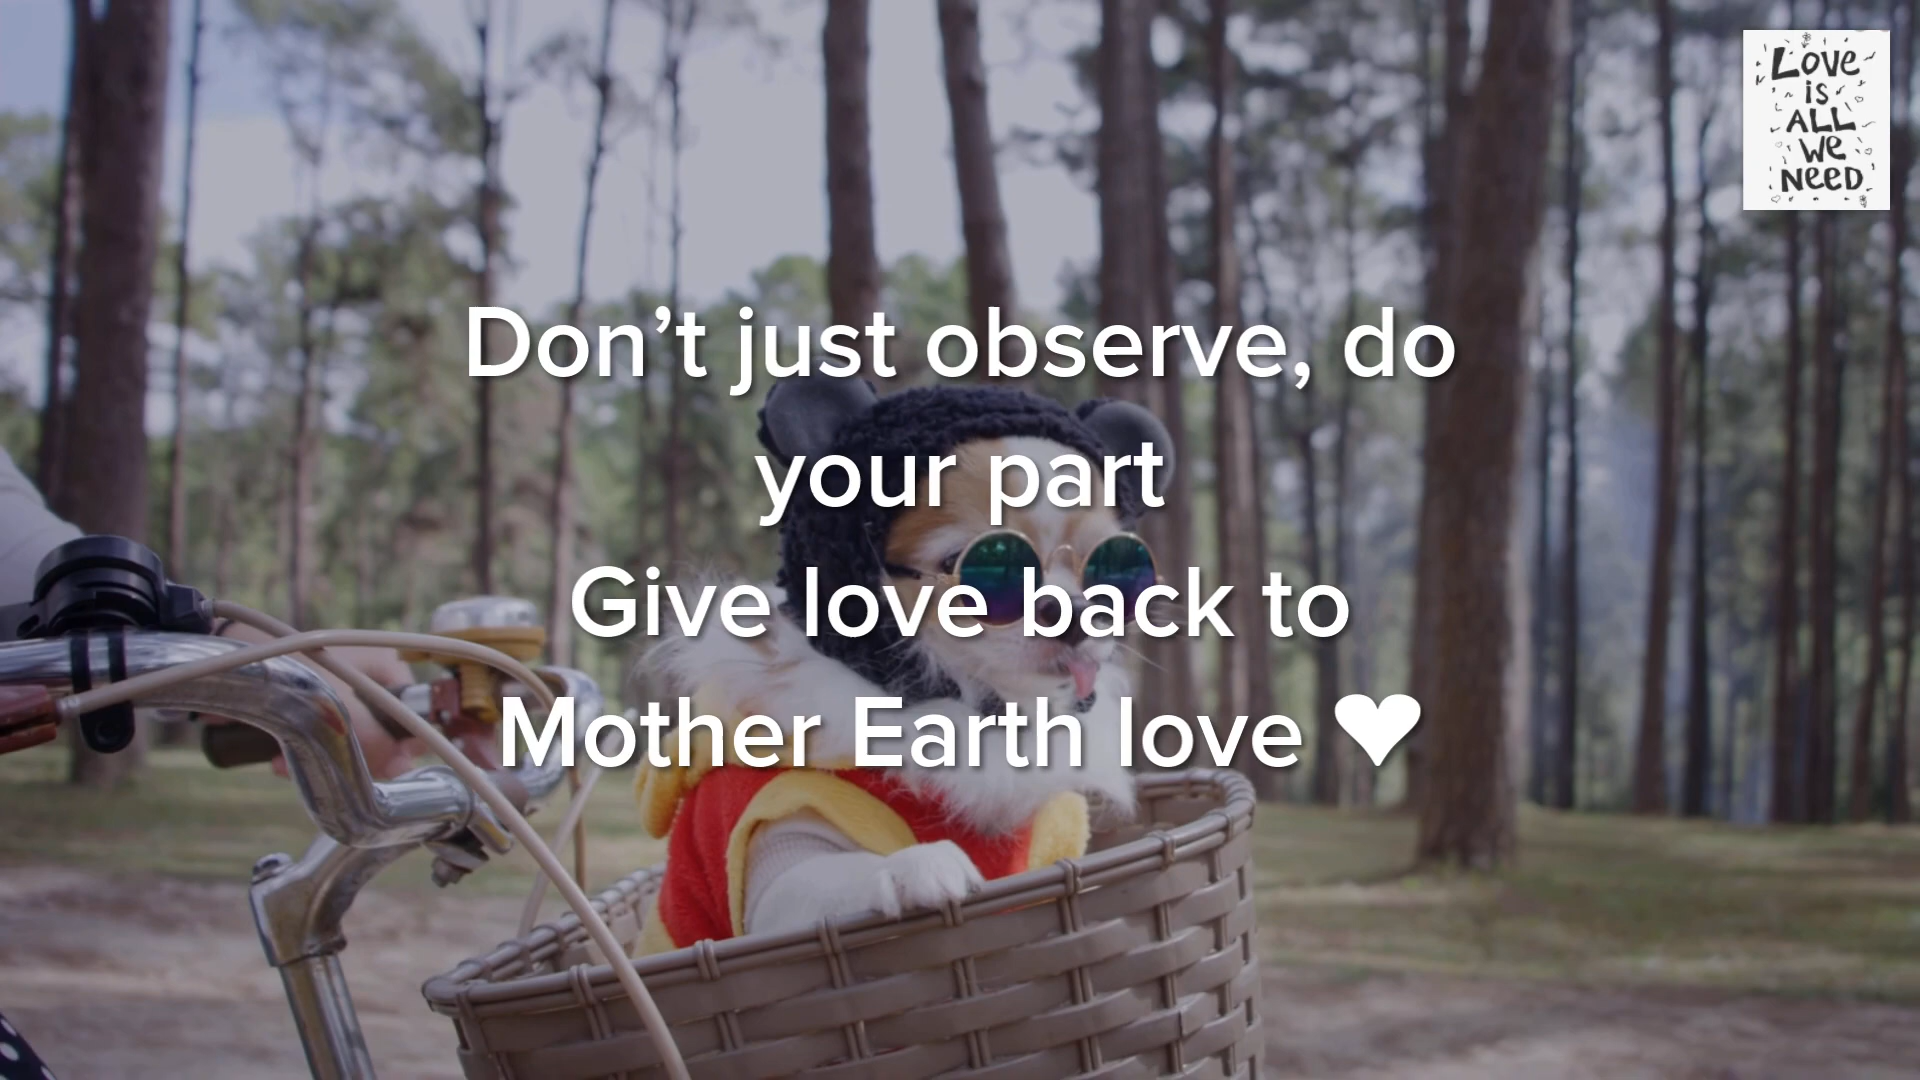 Love
is
ALL
we
NEED
Don’t just observe, do
your part
Give love back to
Mother Earth love ♥